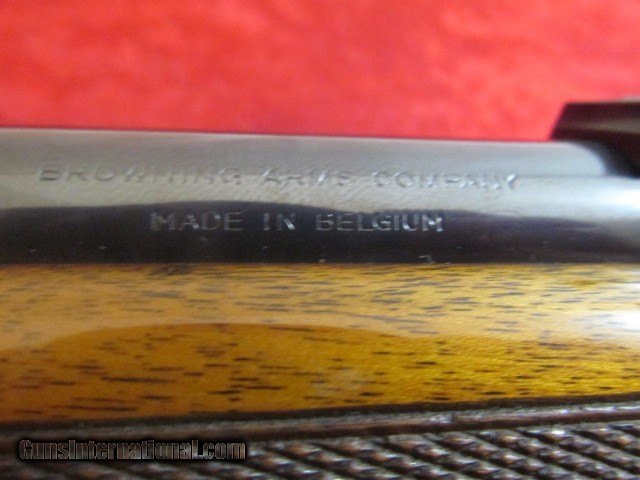 BROWNING ARMS COMPANY
MADE IN BELGIUM
GunsInternational.com